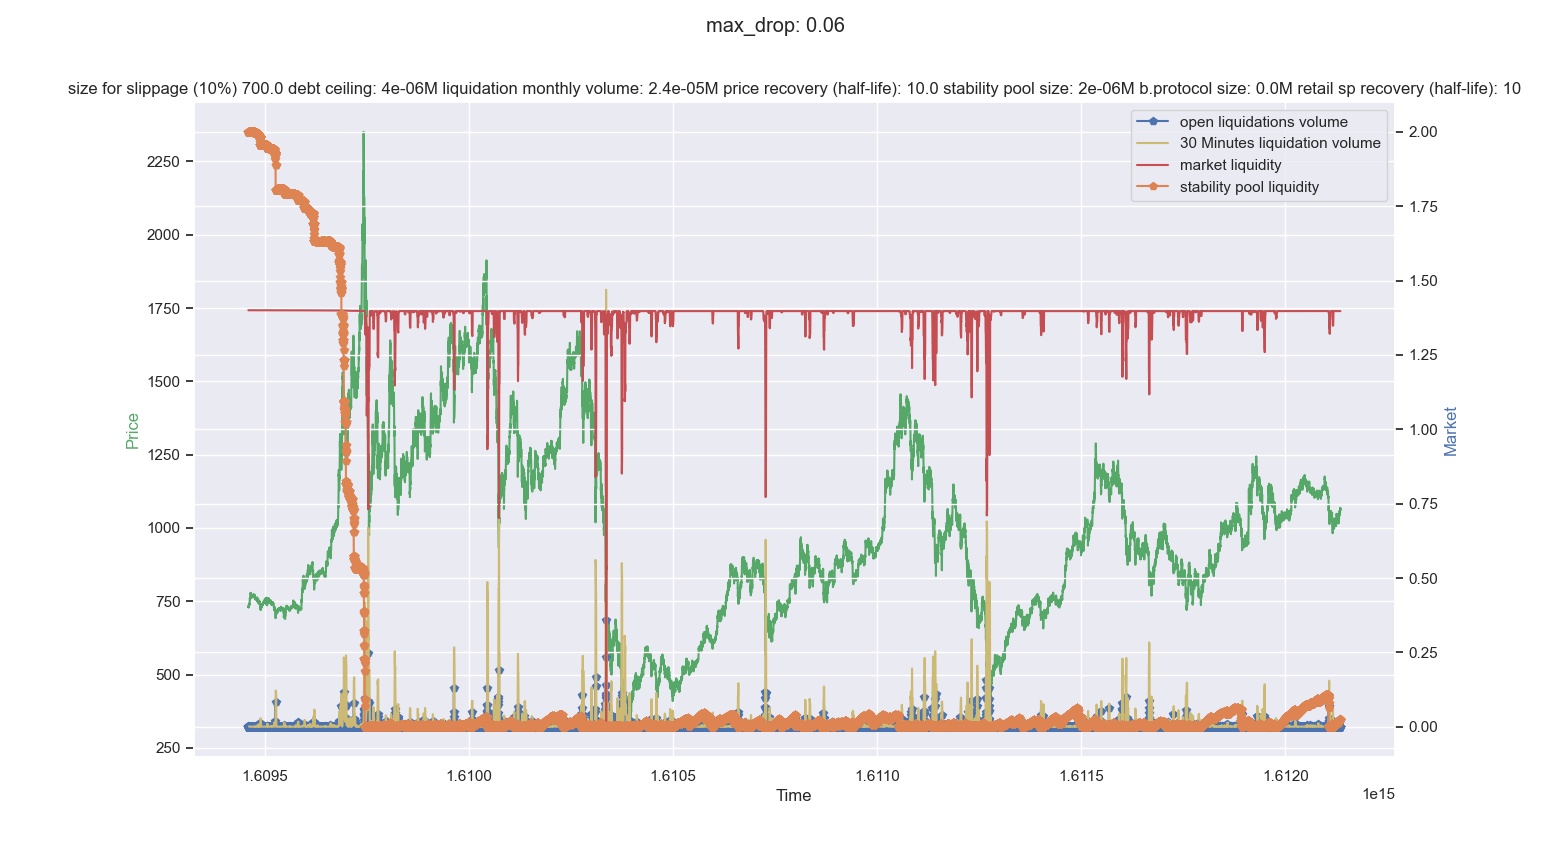 max_drop: 0.06
size for slippage (10%) 700.0 debt ceiling: 4e-06M liquidation monthly volume: 2.4e-05M price recovery (half-life): 10.0 stability pool size: 2e-06M b.protocol size: 0.0M retail sp recovery (half-life): 10
open liquidations volume
30 Minutes liquidation volume
market liquidity
stability pool liquidity
2250
2000
1750
1500
1250
1000
750
500
250
Price
2.00
1.75
1.50
1.25
1.00
0.75
0.50
0.25
0.00
Market
1.6095 1.6100 1.6105 1.6110 1.6115 1.6120
Time
1e15